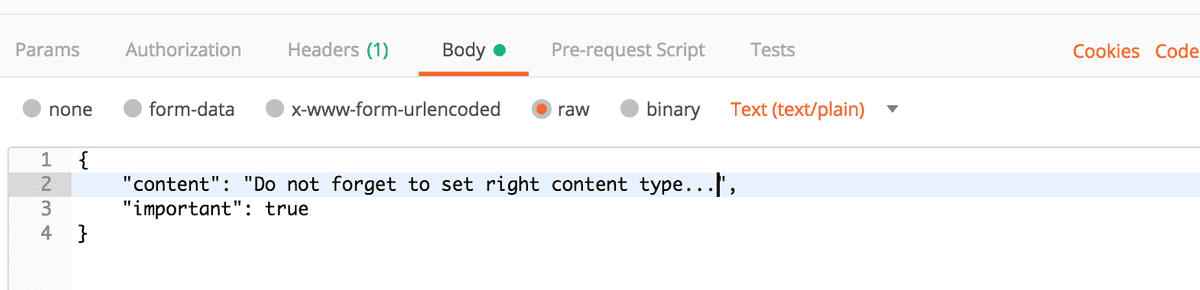 Params Authorization Headers (1) Body Pre-request Script Tests Cookies Code
none form-data x-www-form-urlencoded raw binary Text (text/plain)
1 {
2 "content": "Do not forget to set right content type...",
3 "important": true
4 }